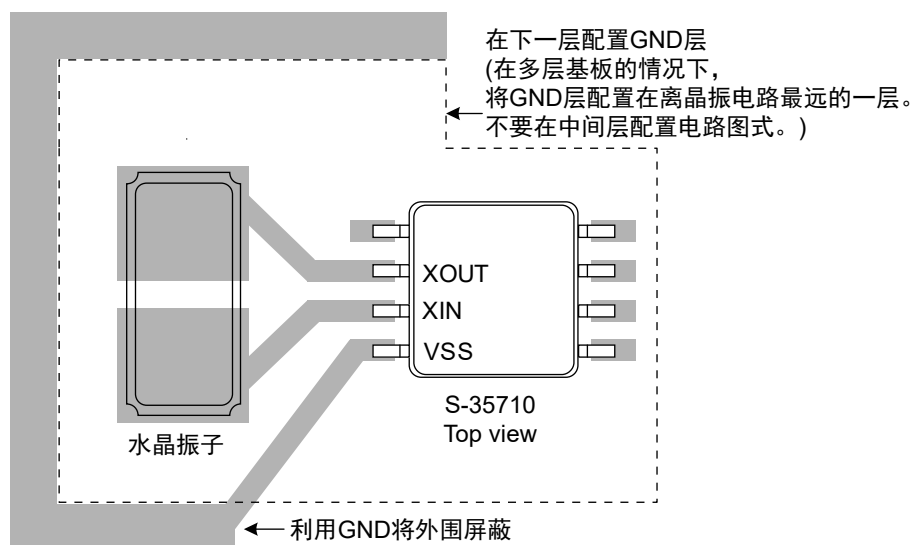 在下一层配置GND层
(在多层基板的情况下，
将GND层配置在离晶振电路最远的一层。
不要在中间层配置电路图式。)
XOUT
XIN
VSS
S-35710
Top view
水晶振子
利用GND将外围屏蔽